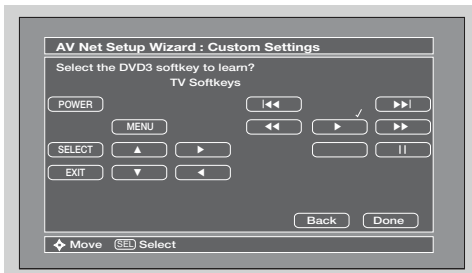 AV Net Setup Wizard : Custom Settings
Select the DVD3 softkey to learn?
TV Softkeys
POWER
MENU
SELECT
EXIT
Back Done
Move SEL Select